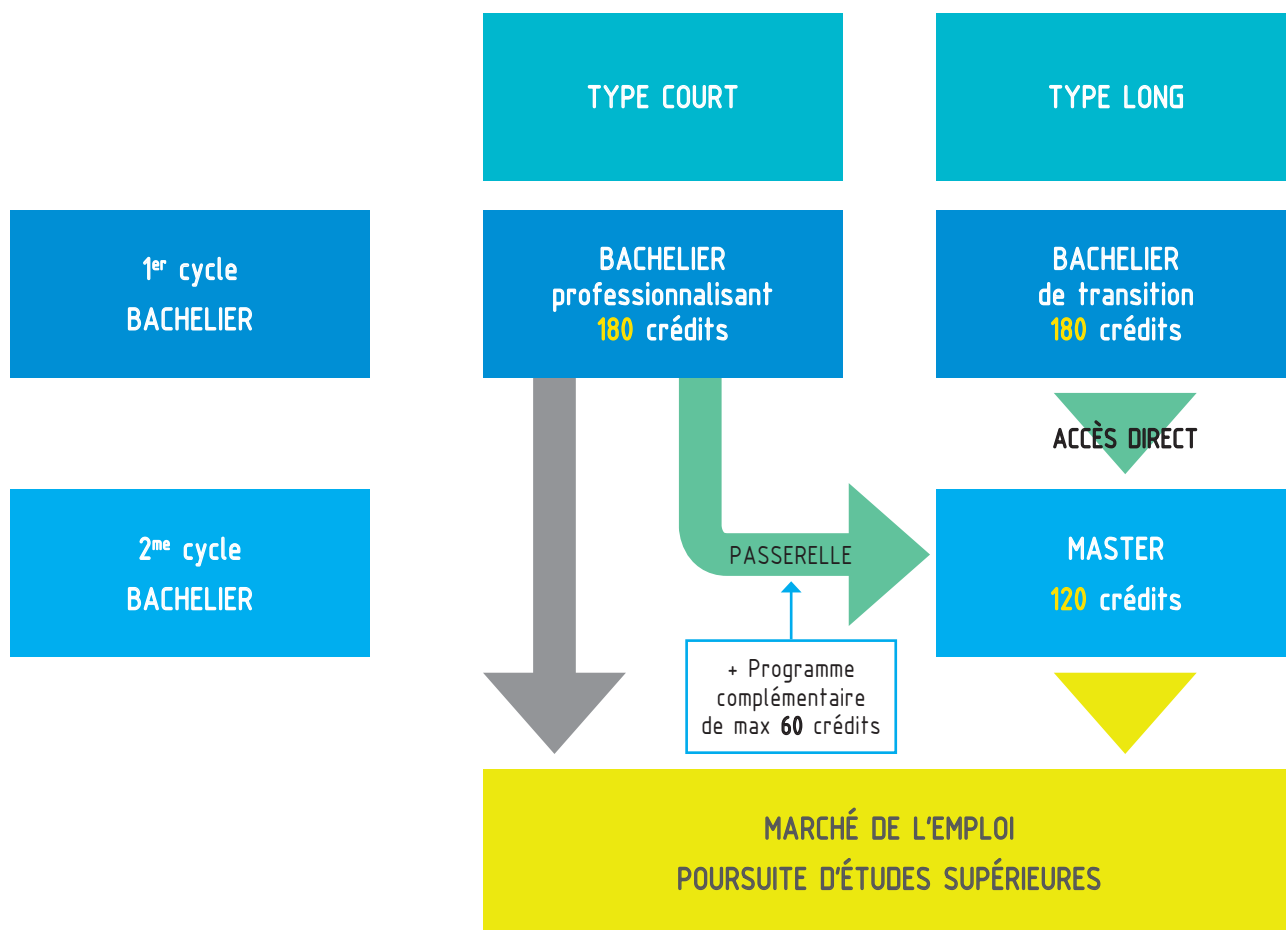 TYPE COURT
TYPE LONG
1er cycle
BACHELIER
BACHELIER
professionnalisant
180 crédits
BACHELIER
de transition
180 crédits
ACCÈS DIRECT
2me cycle
BACHELIER
PASSERELLE
MASTER
120 crédits
+ Programme
complémentaire
de max 60 crédits
MARCHÉ DE L'EMPLOI
POURSUITE D'ÉTUDES SUPÉRIEURES